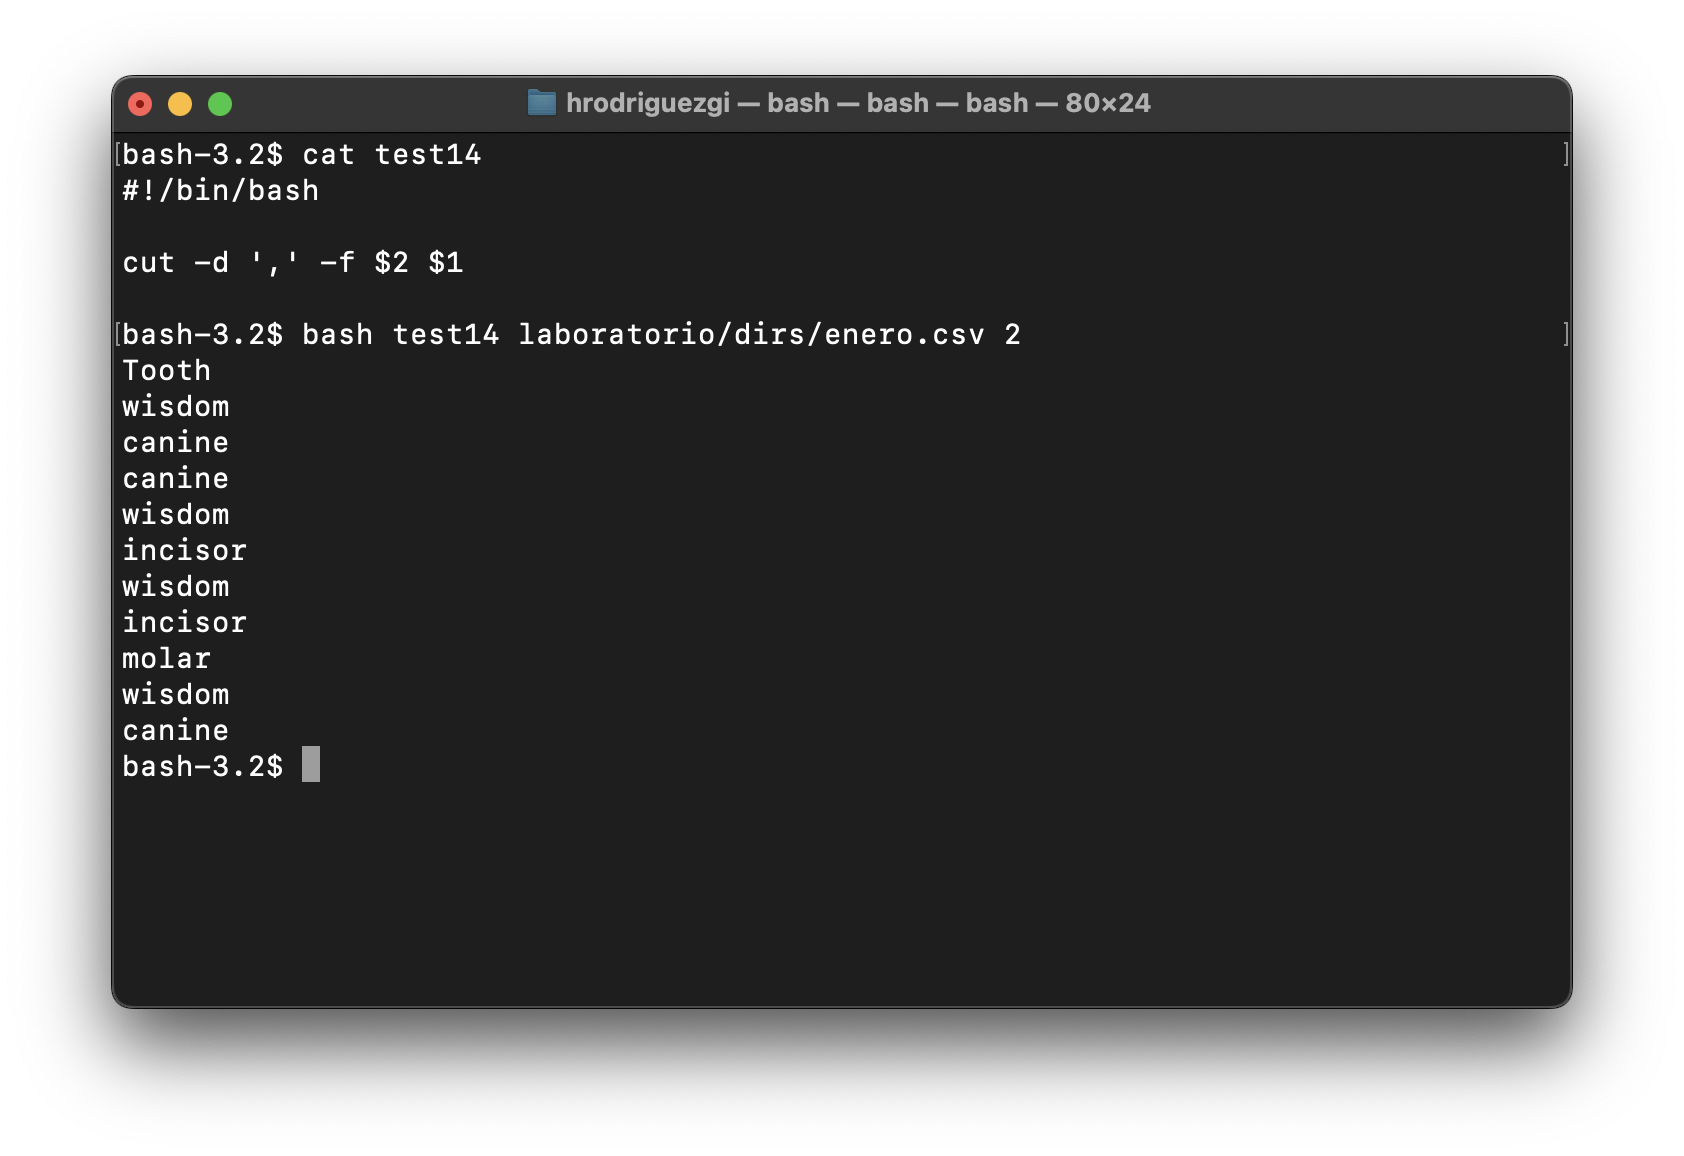 hrodriguezgi — bash — bash — bash — 80×24
[bash-3.2$ cat test14 ]
#!/bin/bash
cut -d ',' -f $2 $1
[bash-3.2$ bash test14 laboratorio/dirs/enero.csv 2 ]
Tooth
wisdom
canine
canine
wisdom
incisor
wisdom
incisor
molar
wisdom
canine
bash-3.2$